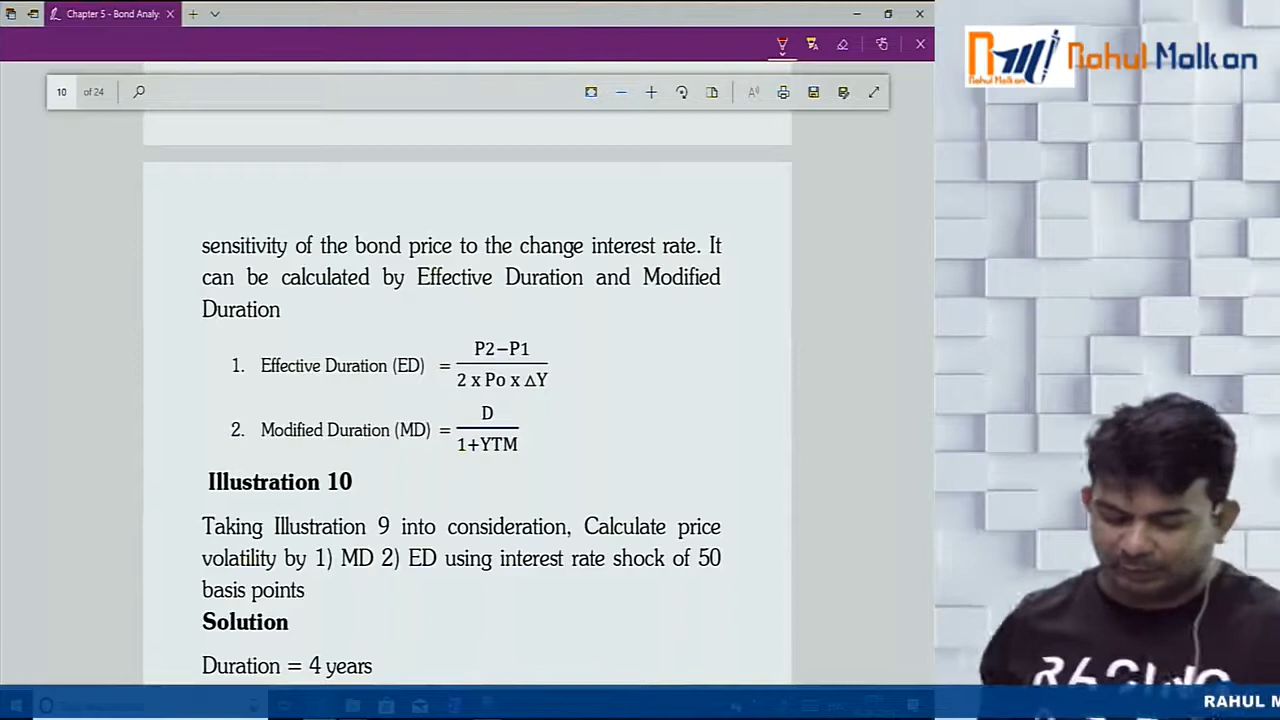 Chapter 5 - Bond Analy
10 of 24
Rahul Malkan
Rahul Malkan
sensitivity of the bond price to the change interest rate. It
can be calculated by Effective Duration and Modified
Duration
1. Effective Duration (ED) = P2−P1
2 x Po x ΔY
2. Modified Duration (MD) = D
1+YTM
Illustration 10
Taking Illustration 9 into consideration, Calculate price
volatility by 1) MD 2) ED using interest rate shock of 50
basis points
Solution
Duration = 4 years
RAHUL M